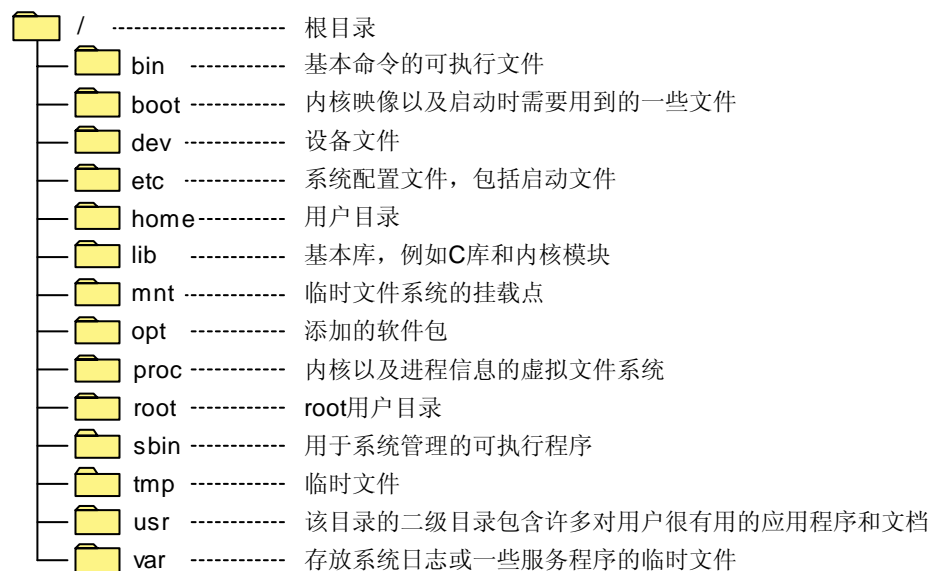 / ------------------ 根目录
bin ------------ 基本命令的可执行文件
boot ------------ 内核映像以及启动时需要用到的一些文件
dev ------------ 设备文件
etc ------------ 系统配置文件，包括启动文件
home ------------ 用户目录
lib ------------ 基本库，例如C库和内核模块
mnt ------------ 临时文件系统的挂载点
opt ------------ 添加的软件包
proc ------------ 内核以及进程信息的虚拟文件系统
root ------------ root用户目录
sbin ------------ 用于系统管理的可执行程序
tmp ------------ 临时文件
usr ------------ 该目录的二级目录包含许多对用户很有用的应用程序和文档
var ------------ 存放系统日志或一些服务程序的临时文件